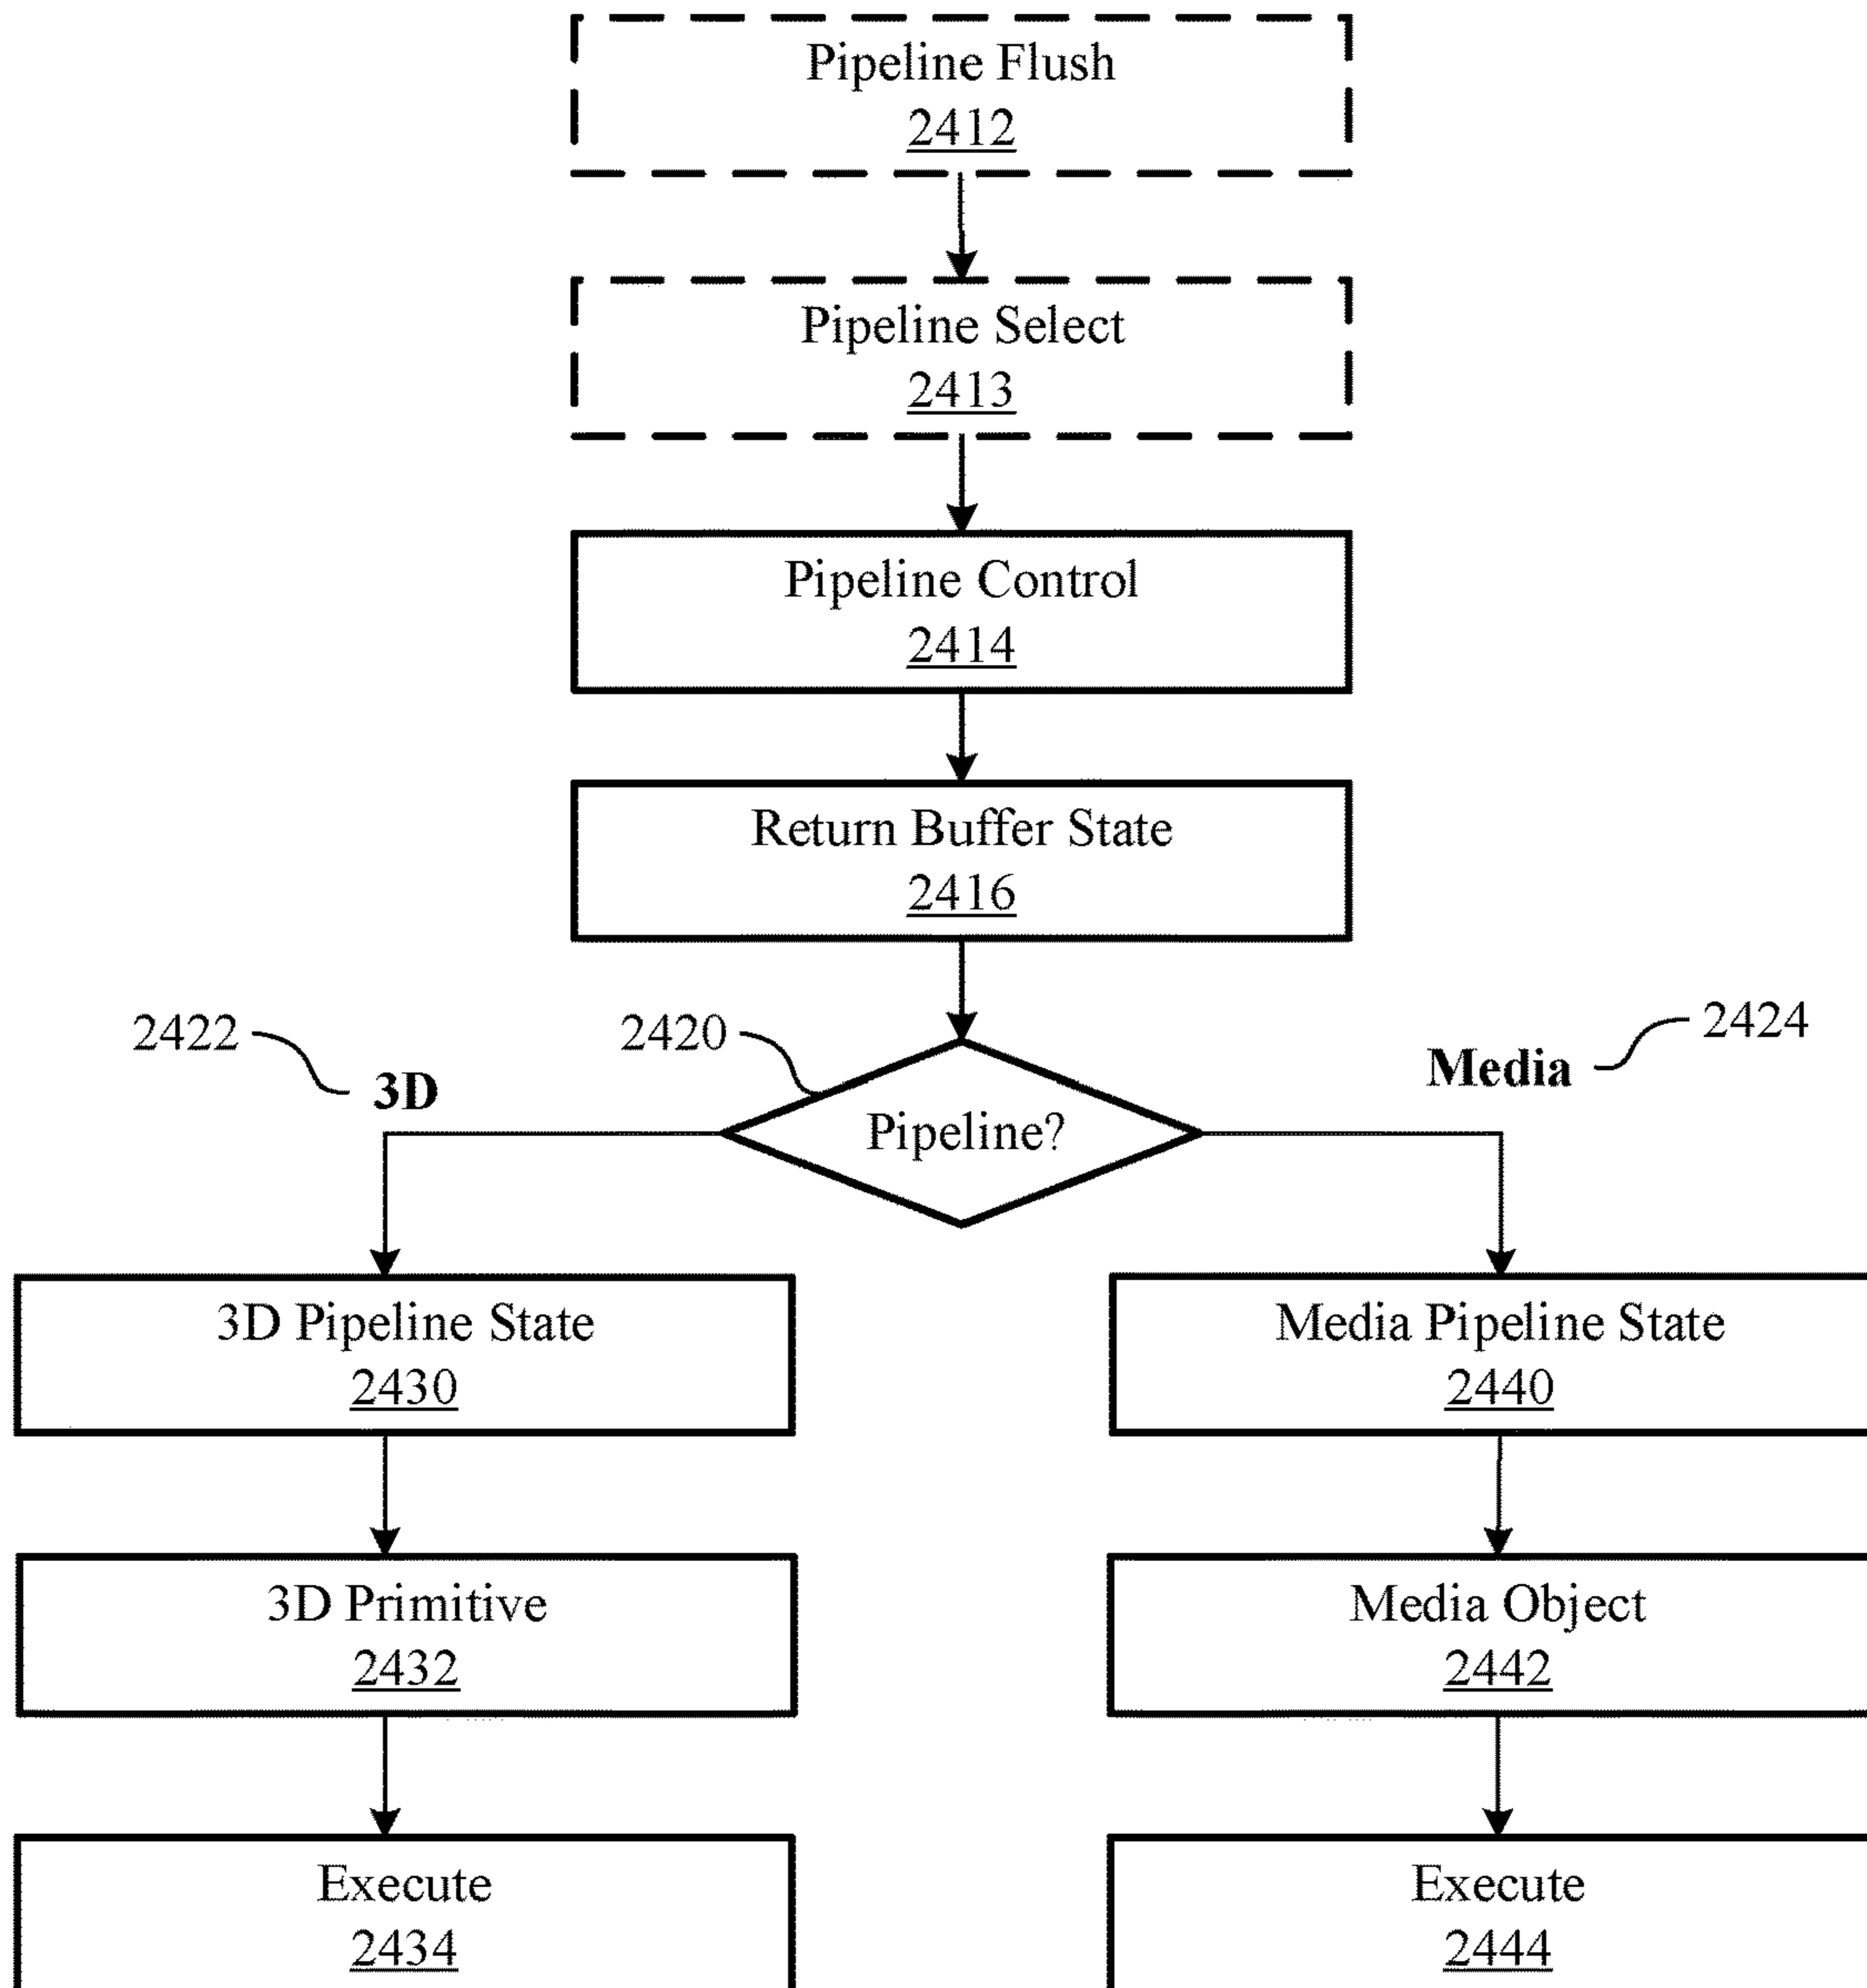 Pipeline Flush
2412
Pipeline Select
2413
Pipeline Control
2414
Return Buffer State
2416
2422
2420
2424
3D
Media
Pipeline?
3D Pipeline State
2430
Media Pipeline State
2440
3D Primitive
2432
Media Object
2442
Execute
2434
Execute
2444